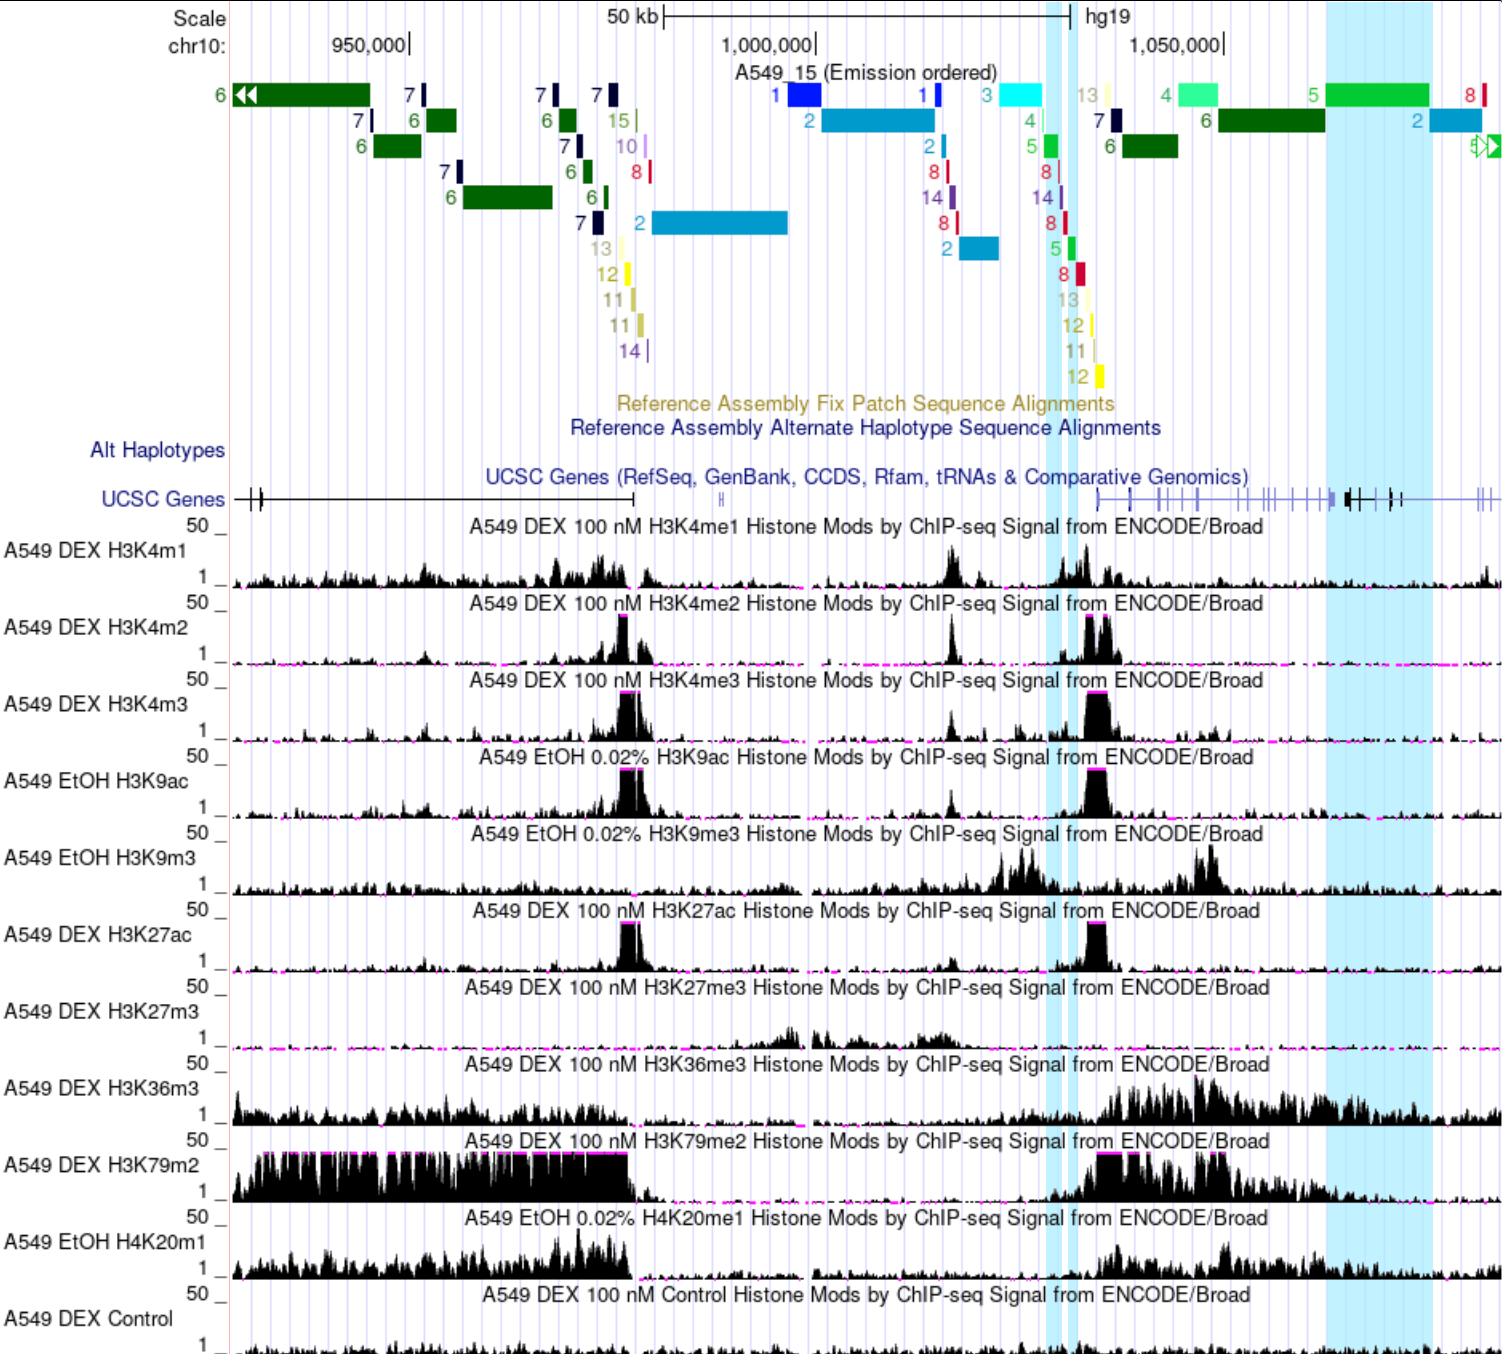 Scale 50 kb hg19
chr10: 950,000 1,000,000 1,050,000
A549_15 (Emission ordered)
6 7 7 7 1 1 3 13 4 5 8
7 6 6 15 2 4 7 6 2
6 7 10 2 5 6 5
7 6 8 8 8
6 6 14 14
7 2 8 8
13 2 5
12 8
11 13
11 12
14 11
12
Reference Assembly Fix Patch Sequence Alignments
Reference Assembly Alternate Haplotype Sequence Alignments
Alt Haplotypes
UCSC Genes (RefSeq, GenBank, CCDS, Rfam, tRNAs & Comparative Genomics)
UCSC Genes
50 A549 DEX 100 nM H3K4me1 Histone Mods by ChIP-seq Signal from ENCODE/Broad
A549 DEX H3K4m1
1
50 A549 DEX 100 nM H3K4me2 Histone Mods by ChIP-seq Signal from ENCODE/Broad
A549 DEX H3K4m2
1
50 A549 DEX 100 nM H3K4me3 Histone Mods by ChIP-seq Signal from ENCODE/Broad
A549 DEX H3K4m3
1
50 A549 EtOH 0.02% H3K9ac Histone Mods by ChIP-seq Signal from ENCODE/Broad
A549 EtOH H3K9ac
1
50 A549 EtOH 0.02% H3K9me3 Histone Mods by ChIP-seq Signal from ENCODE/Broad
A549 EtOH H3K9m3
1
50 A549 DEX 100 nM H3K27ac Histone Mods by ChIP-seq Signal from ENCODE/Broad
A549 DEX H3K27ac
1
50 A549 DEX 100 nM H3K27me3 Histone Mods by ChIP-seq Signal from ENCODE/Broad
A549 DEX H3K27m3
1
50 A549 DEX 100 nM H3K36me3 Histone Mods by ChIP-seq Signal from ENCODE/Broad
A549 DEX H3K36m3
1
50 A549 DEX 100 nM H3K79me2 Histone Mods by ChIP-seq Signal from ENCODE/Broad
A549 DEX H3K79m2
1
50 A549 EtOH 0.02% H4K20me1 Histone Mods by ChIP-seq Signal from ENCODE/Broad
A549 EtOH H4K20m1
1
50 A549 DEX 100 nM Control Histone Mods by ChIP-seq Signal from ENCODE/Broad
A549 DEX Control
1